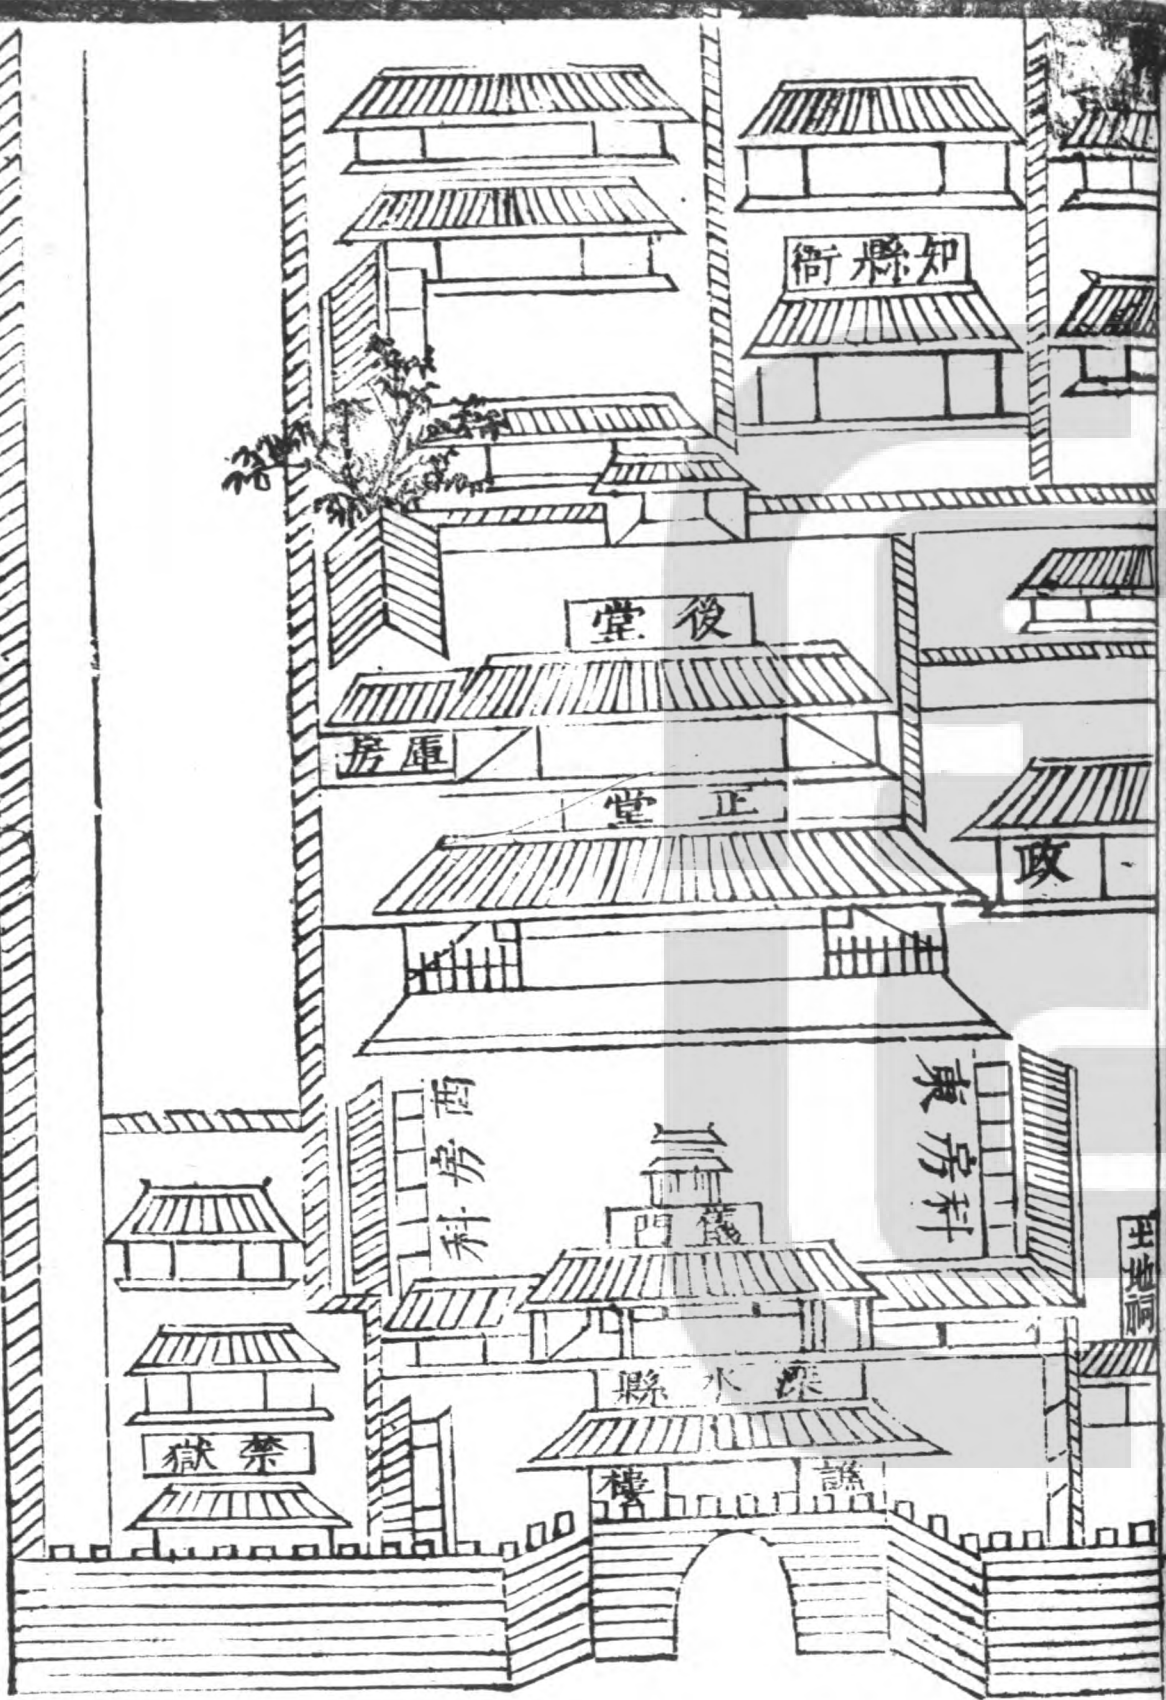 知縣衙
後堂
庫房
正堂
政
東房科
西房科
儀門
土地祠
溧水縣
禁獄
譙樓